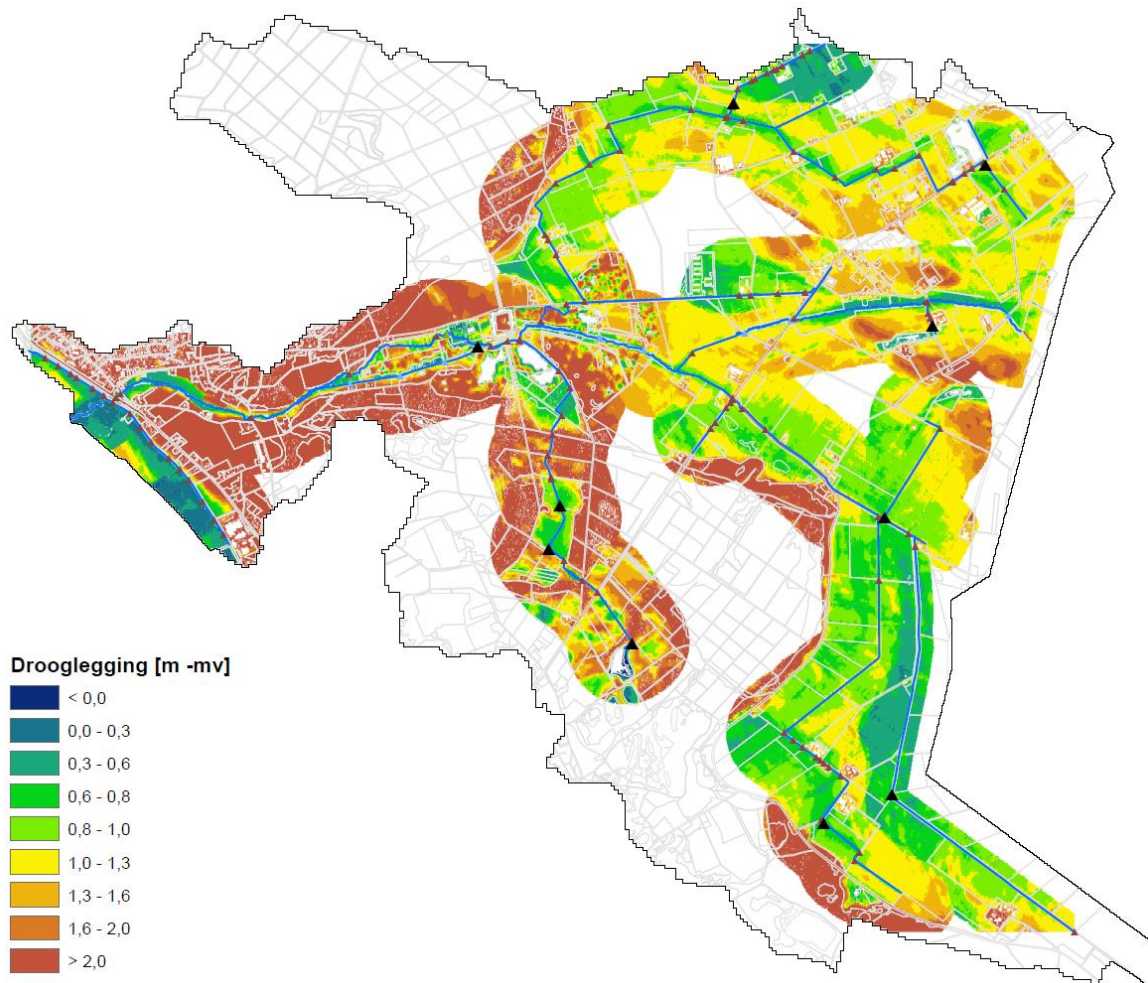 Drooglegging [m -mv]
< 0,0
0,0 - 0,3
0,3 - 0,6
0,6 - 0,8
0,8 - 1,0
1,0 - 1,3
1,3 - 1,6
1,6 - 2,0
> 2,0